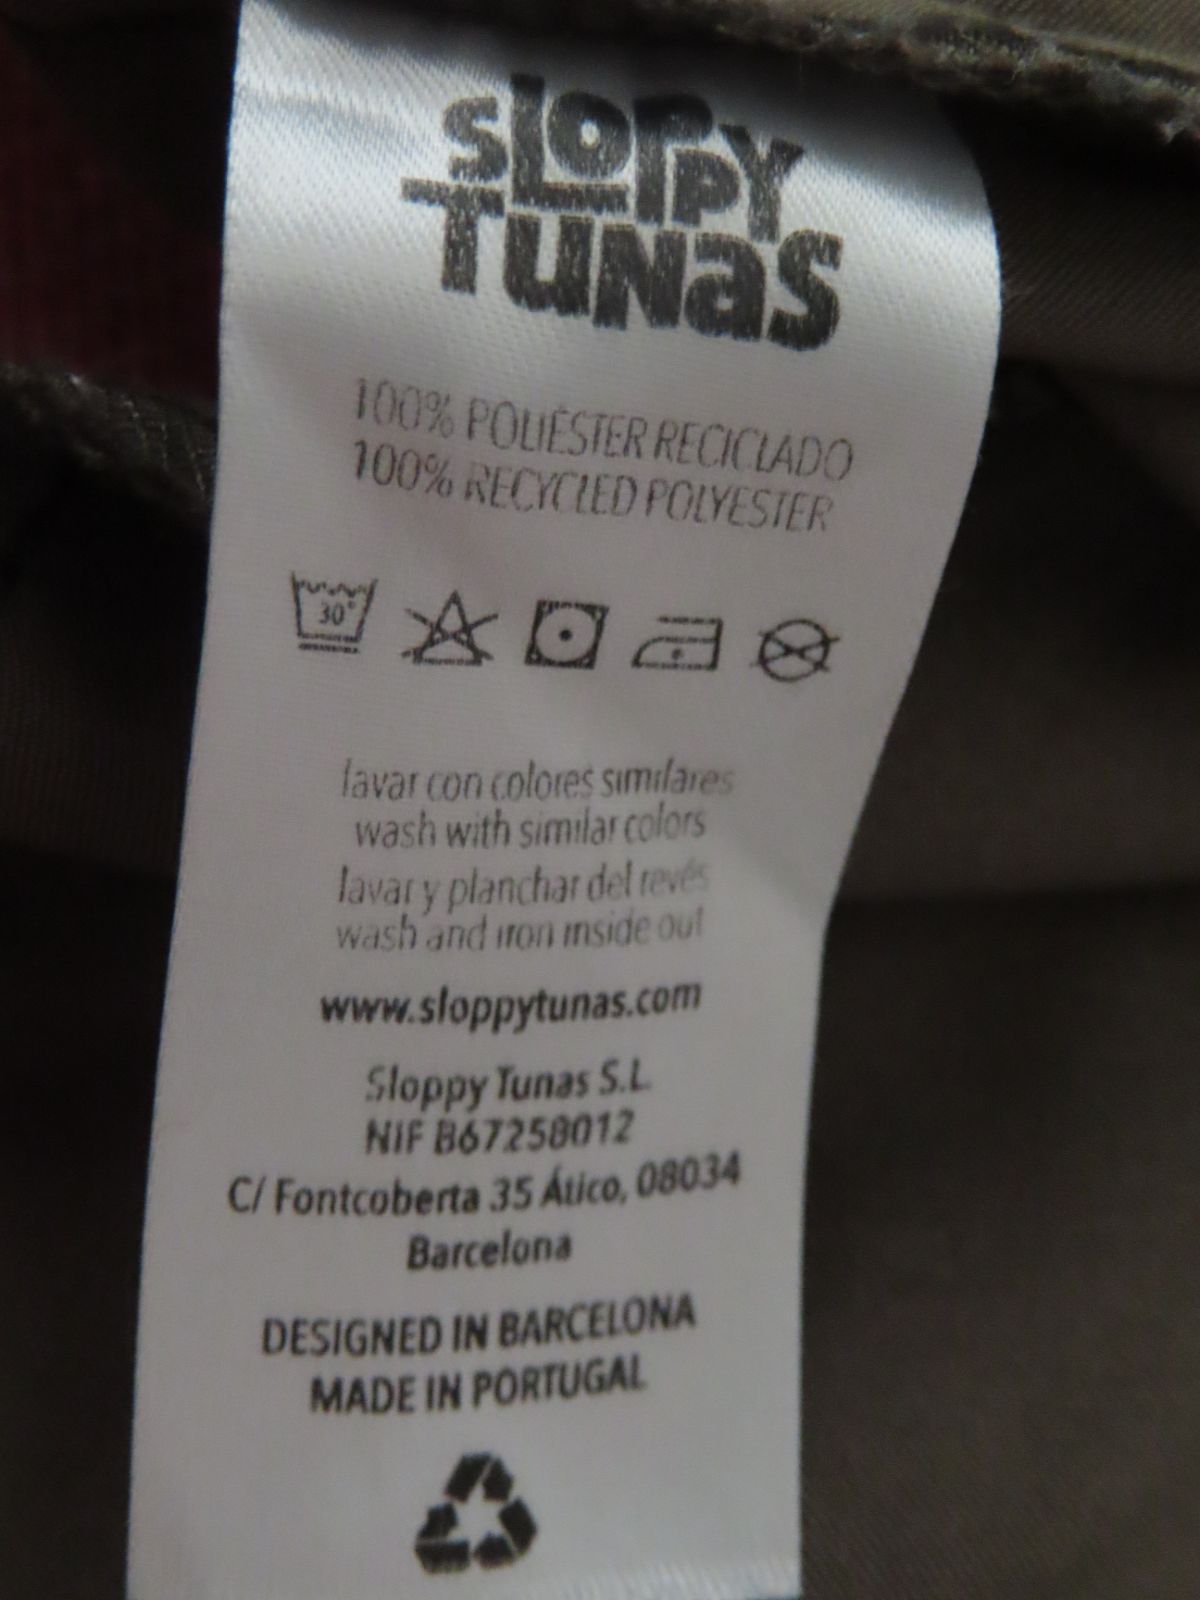 SLOPPY
TUNAS
100% POLIÉSTER RECICLADO
100% RECYCLED POLYESTER
30°
lavar con colores similares
wash with similar colors
lavar y planchar del revés
wash and iron inside out
www.sloppytunas.com
Sloppy Tunas S.L.
NIF B67258012
C/ Fontcoberta 35 Ático, 08034
Barcelona
DESIGNED IN BARCELONA
MADE IN PORTUGAL